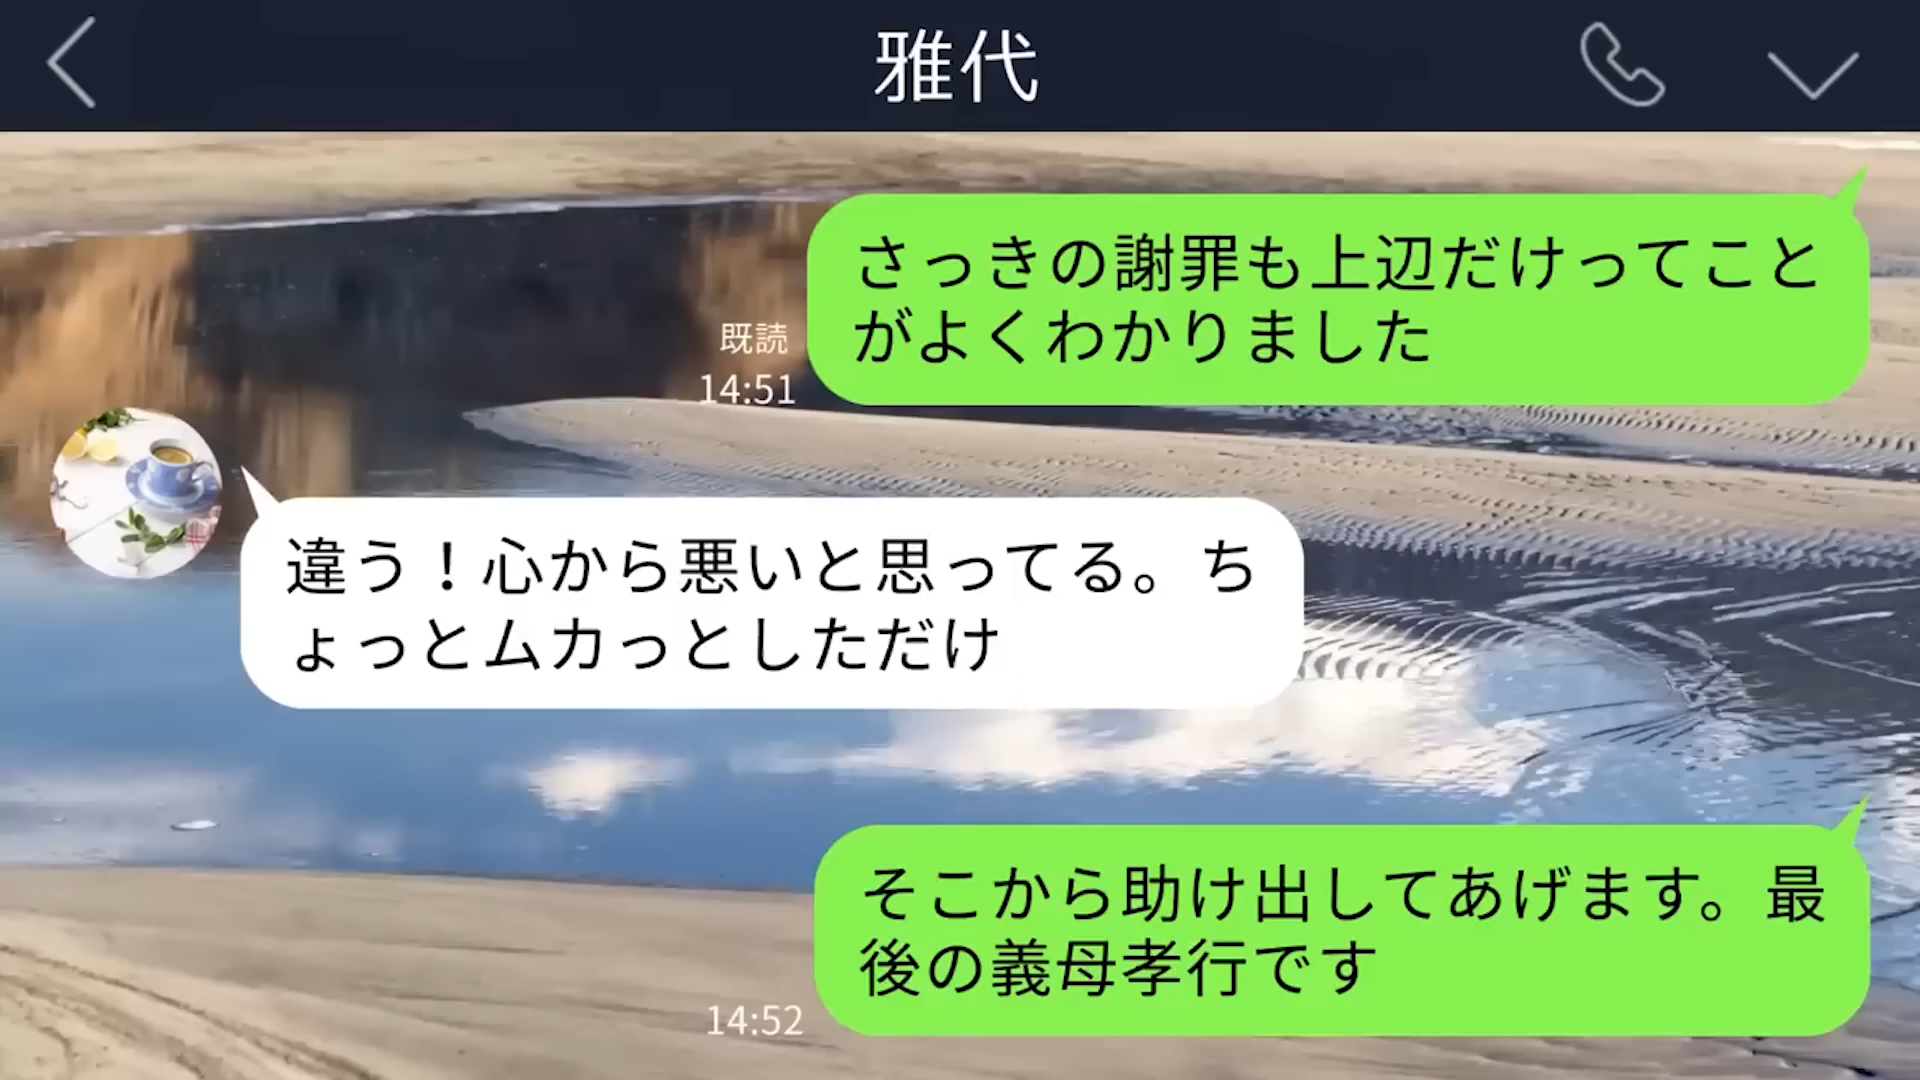 雅代
さっきの謝罪も上辺だけってこと
がよくわかりました
既読
14:51
違う！心から悪いと思ってる。ち
ょっとムカっとしただけ
そこから助け出してあげます。最
後の義母孝行です
14:52